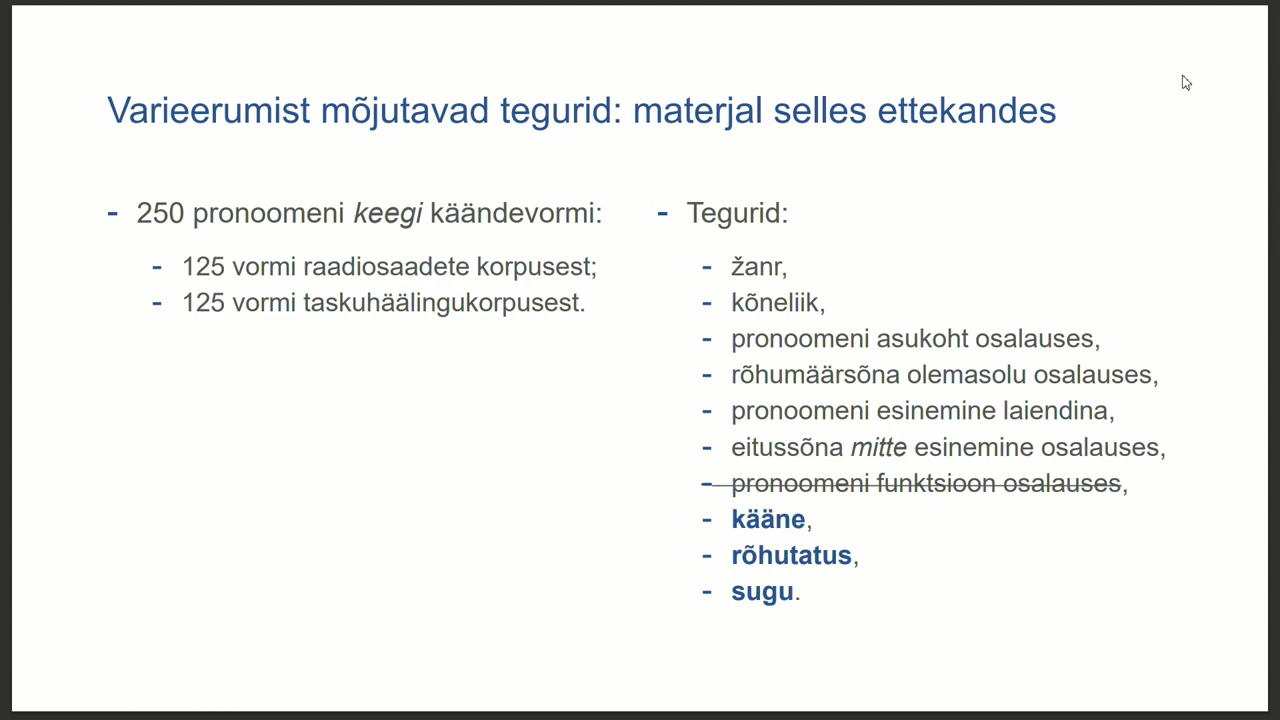 Varieerumist mõjutavad tegurid: materjal selles ettekandes
- 250 pronoomeni keegi käändevormi:
- 125 vormi raadiosaadete korpusest;
- 125 vormi taskuhäälingukorpusest.
- Tegurid:
- žanr,
- kõneliik,
- pronoomeni asukoht osalauses,
- rõhumäärsõna olemasolu osalauses,
- pronoomeni esinemine laiendina,
- eitussõna mitte esinemine osalauses,
- pronoomeni funktsioon osalauses,
- kääne,
- rõhutatus,
- sugu.